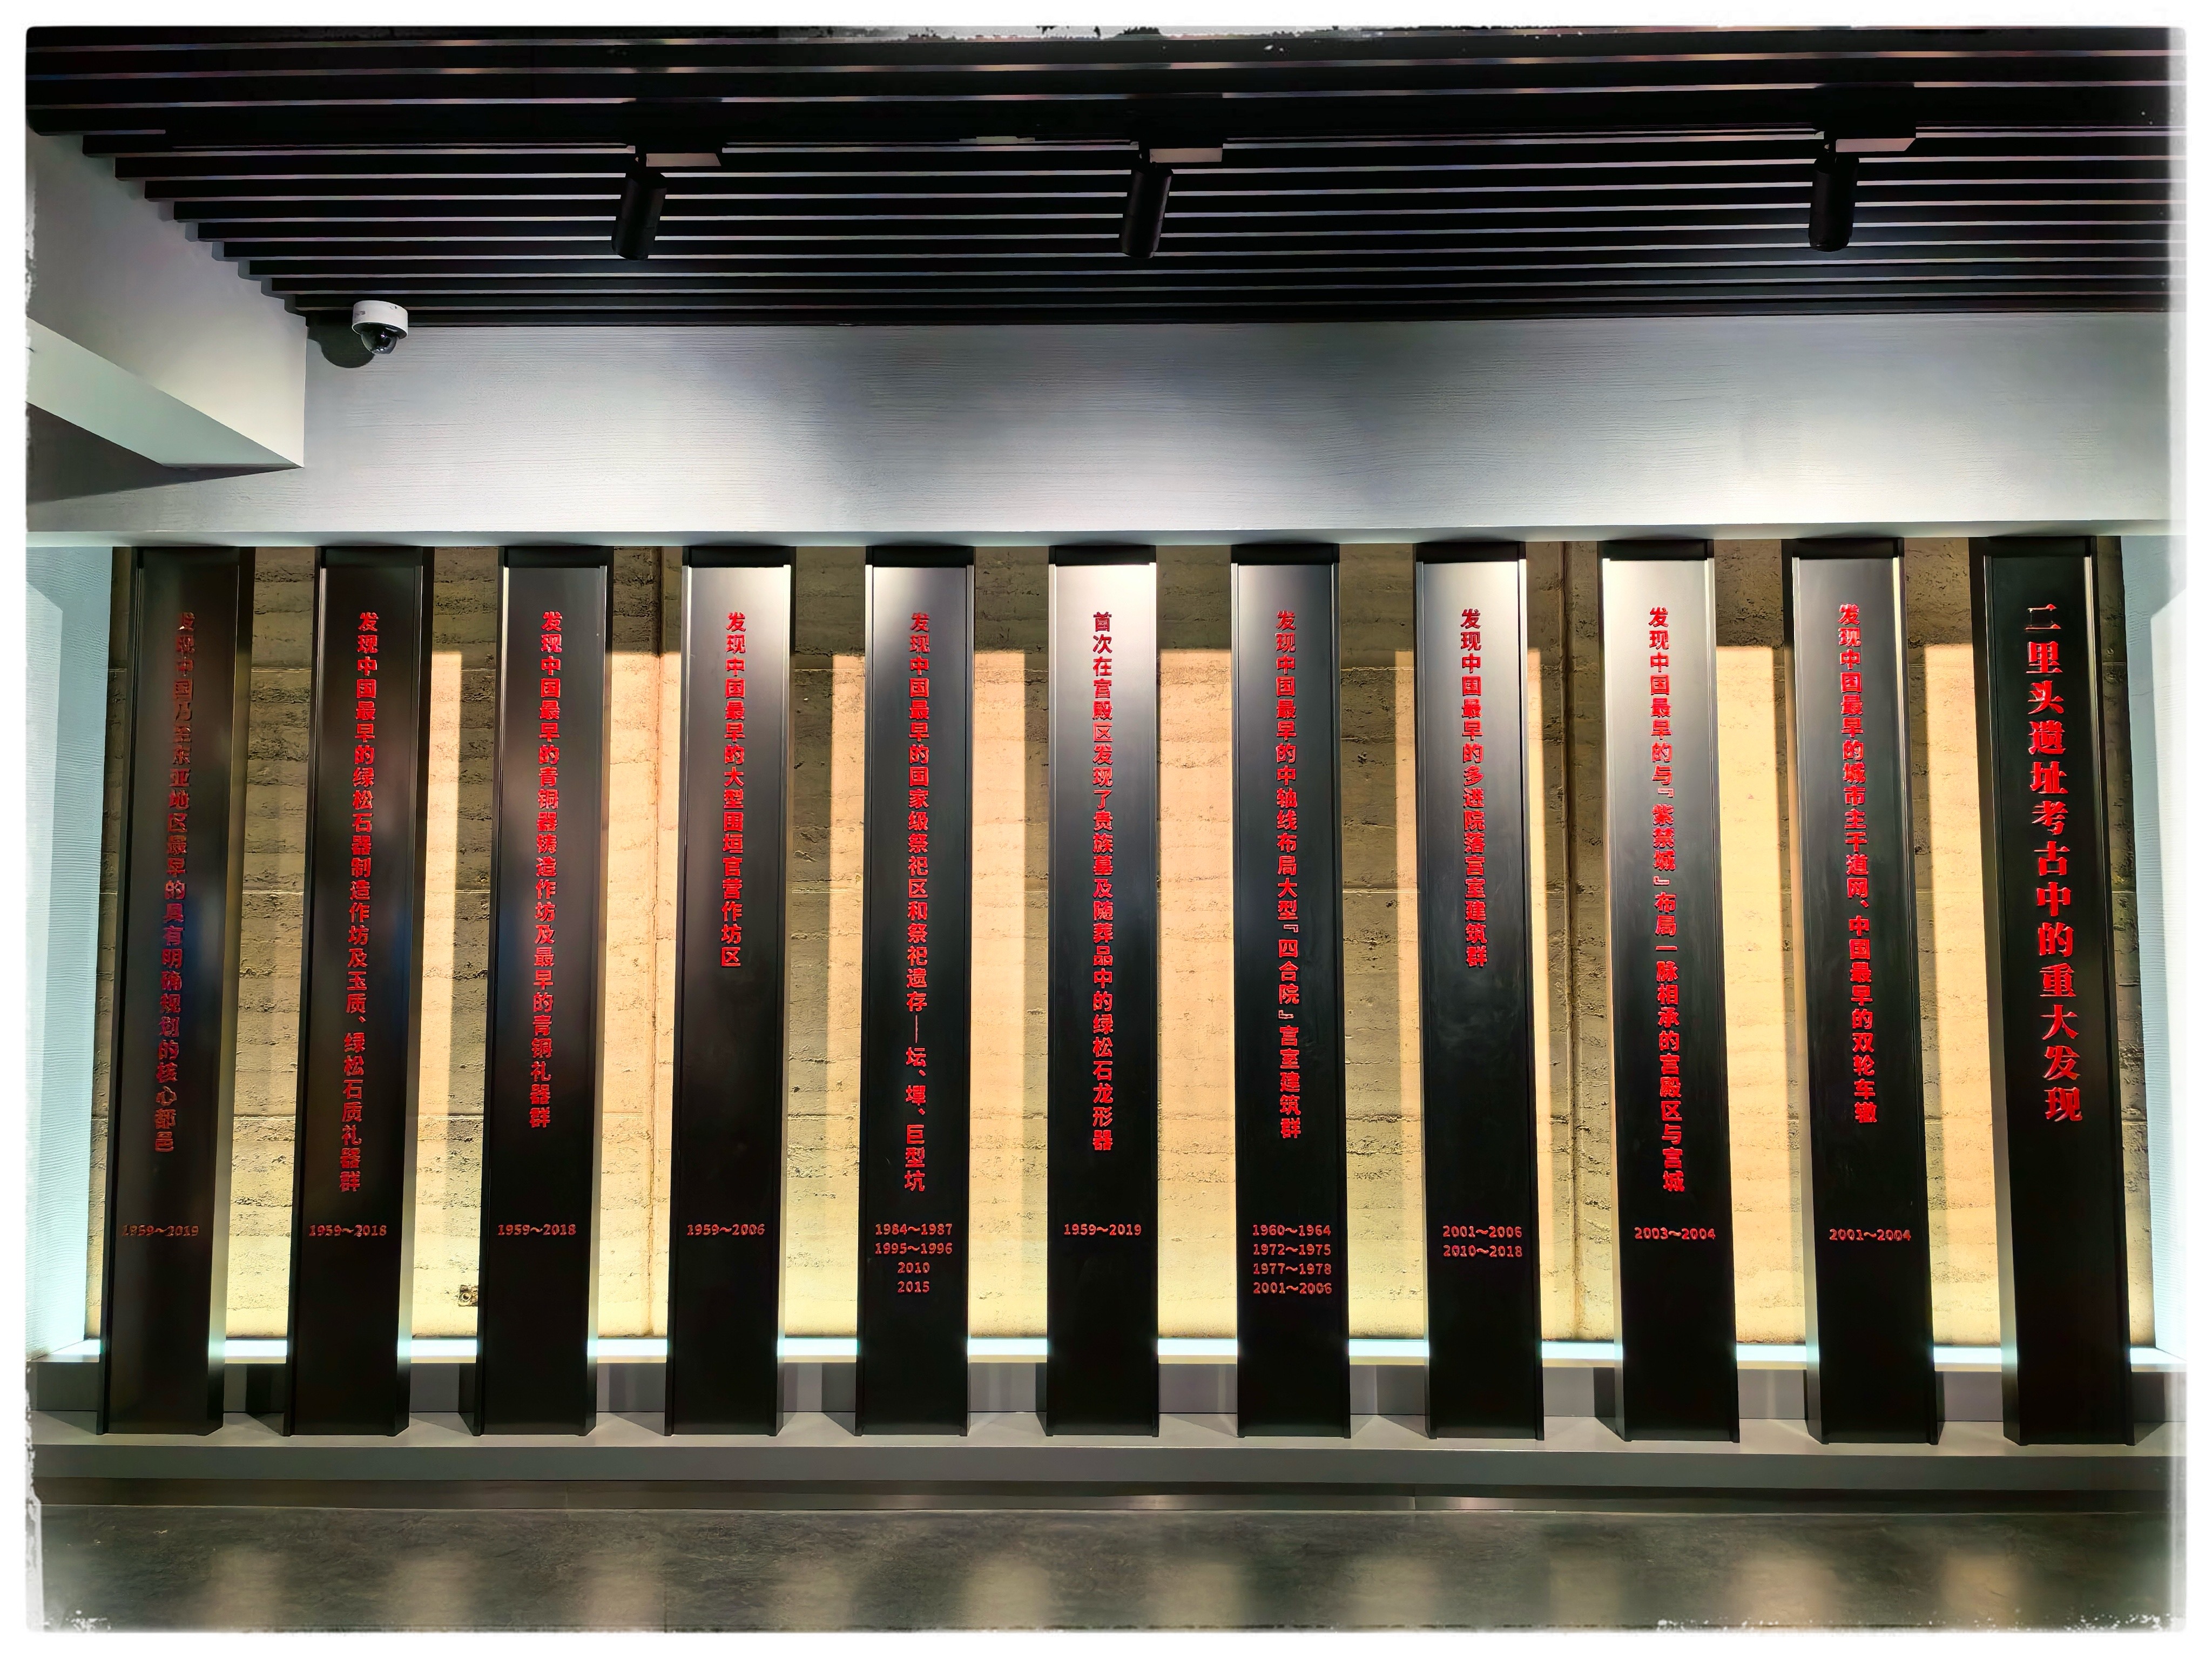 二里头遗址考古中的重大发现
发现中国最早的城市主干道网、中国最早的双轮车辙
2001～2004
发现中国最早的与『紫禁城』布局一脉相承的宫殿区与宫城
2003～2004
发现中国最早的多进院落宫室建筑群
2001～2006
2010～2018
发现中国最早的中轴线布局大型『四合院』宫室建筑群
1960～1964
1972～1975
1977～1978
2001～2006
首次在宫殿区发现了贵族墓及随葬品中的绿松石龙形器
1959～2019
发现中国最早的国家级祭祀区和祭祀遗存——坛、墠、巨型坑
1984～1987
1995～1996
2010
2015
发现中国最早的大型围垣官营作坊区
1959～2006
发现中国最早的青铜器铸造作坊及最早的青铜礼器群
1959～2018
发现中国最早的绿松石器制造作坊及玉质、绿松石质礼器群
1959～2018
发现中国乃至东亚地区最早的具有明确规划的核心都邑
1959～2019